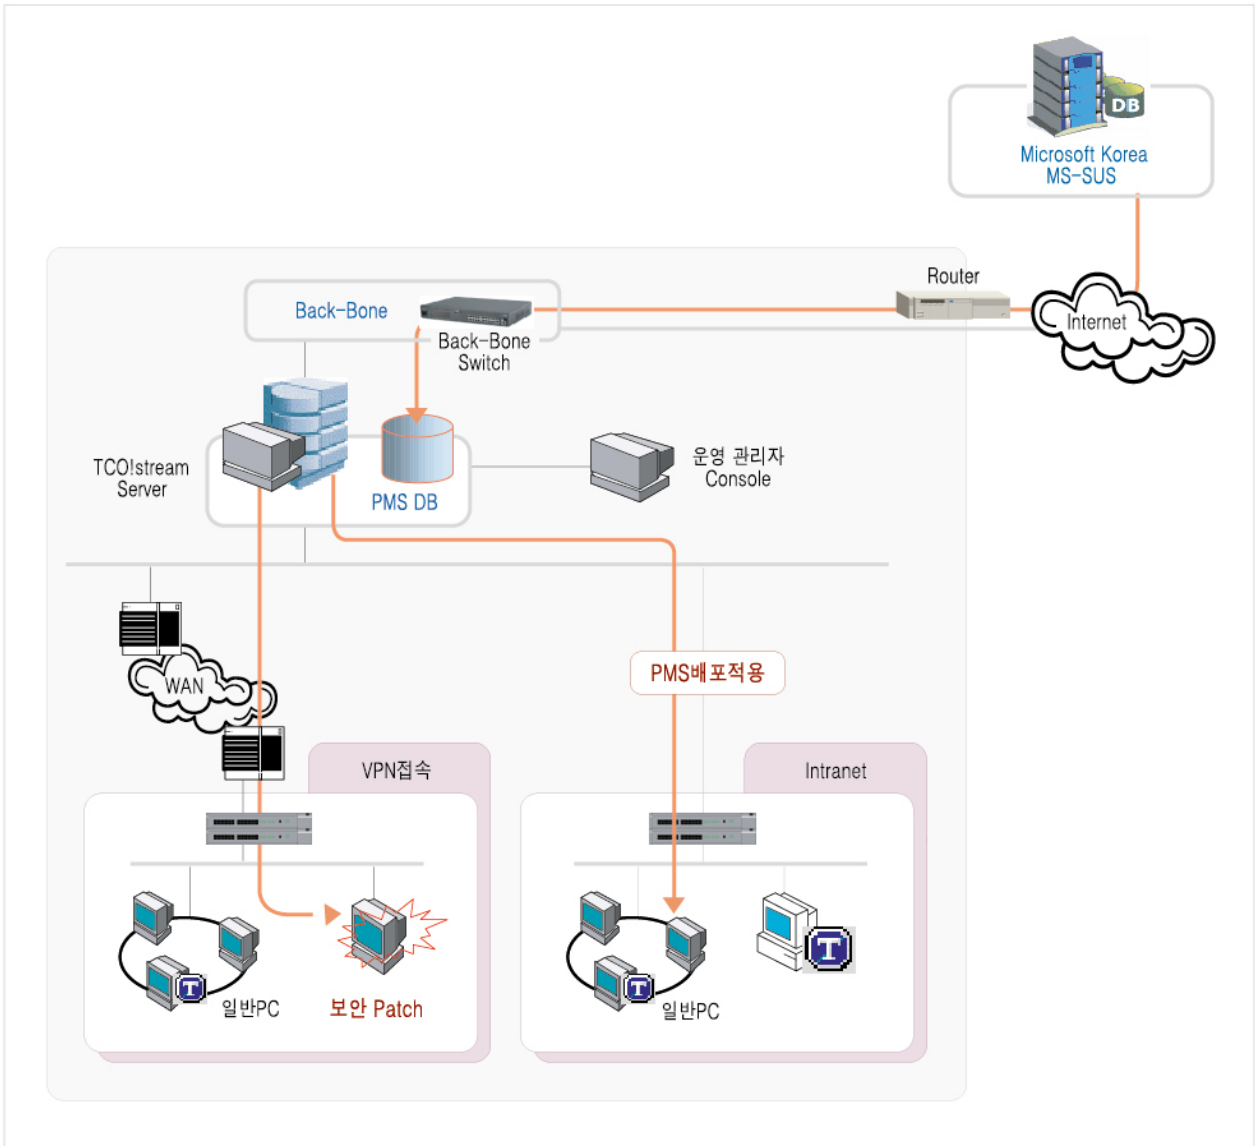 DB
Microsoft Korea
MS-SUS
Router
Internet
Back-Bone
Back-Bone
Switch
TCO!stream
Server
PMS DB
운영 관리자
Console
WAN
PMS배포적용
VPN접속
Intranet
T
일반PC
보안 Patch
T
일반PC
T